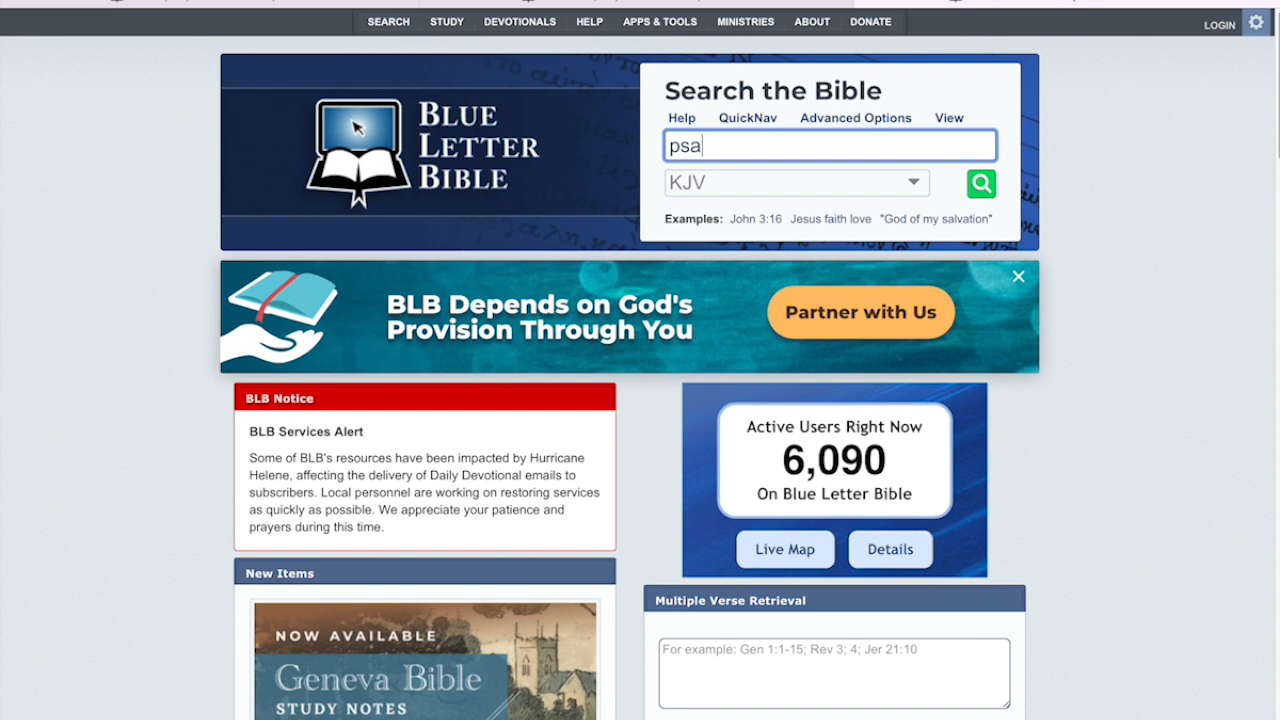 SEARCH STUDY DEVOTIONALS HELP APPS & TOOLS MINISTRIES ABOUT DONATE
LOGIN
BLUE
LETTER
BIBLE
Search the Bible
Help QuickNav Advanced Options View
psa
KJV
Examples: John 3:16 Jesus faith love "God of my salvation"
BLB Depends on God's
Provision Through You
Partner with Us
BLB Notice
BLB Services Alert
Some of BLB's resources have been impacted by Hurricane
Helene, affecting the delivery of Daily Devotional emails to
subscribers. Local personnel are working on restoring services
as quickly as possible. We appreciate your patience and
prayers during this time.
Active Users Right Now
6,090
On Blue Letter Bible
Live Map Details
New Items
NOW AVAILABLE
Geneva Bible
STUDY NOTES
Multiple Verse Retrieval
For example: Gen 1:1-15; Rev 3; 4; Jer 21:10